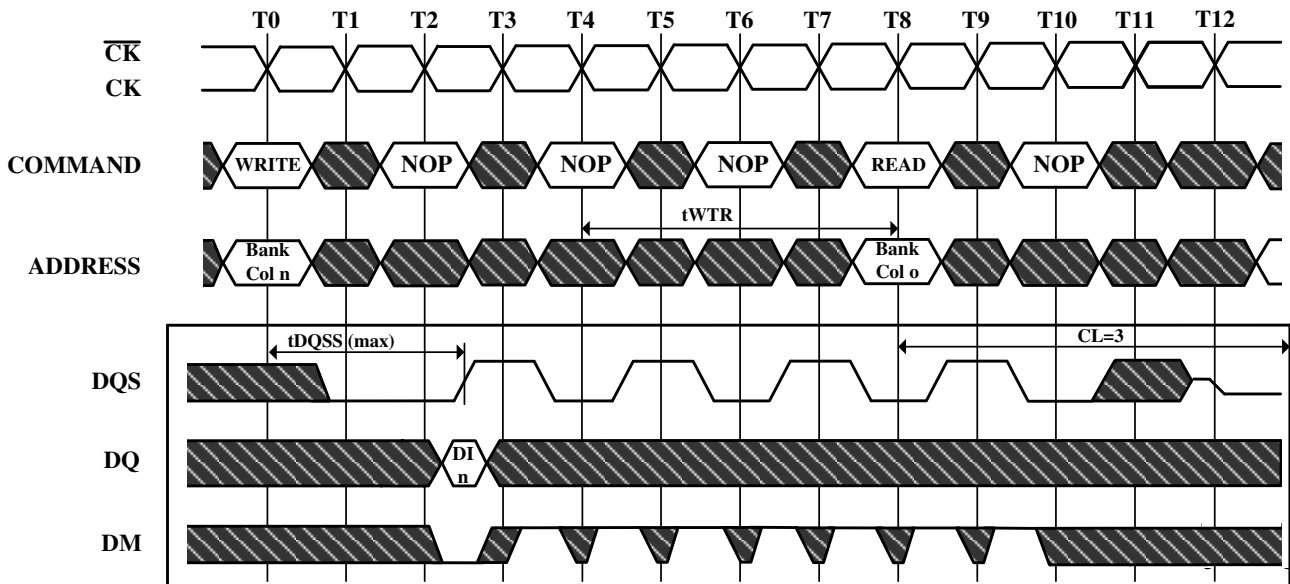 T0 T1 T2 T3 T4 T5 T6 T7 T8 T9 T10 T11 T12
CK
CK
COMMAND WRITE NOP NOP NOP READ NOP
tWTR
ADDRESS Bank Col n Bank Col o
tDQSS (max) CL=3
DQS
DQ DI n
DM